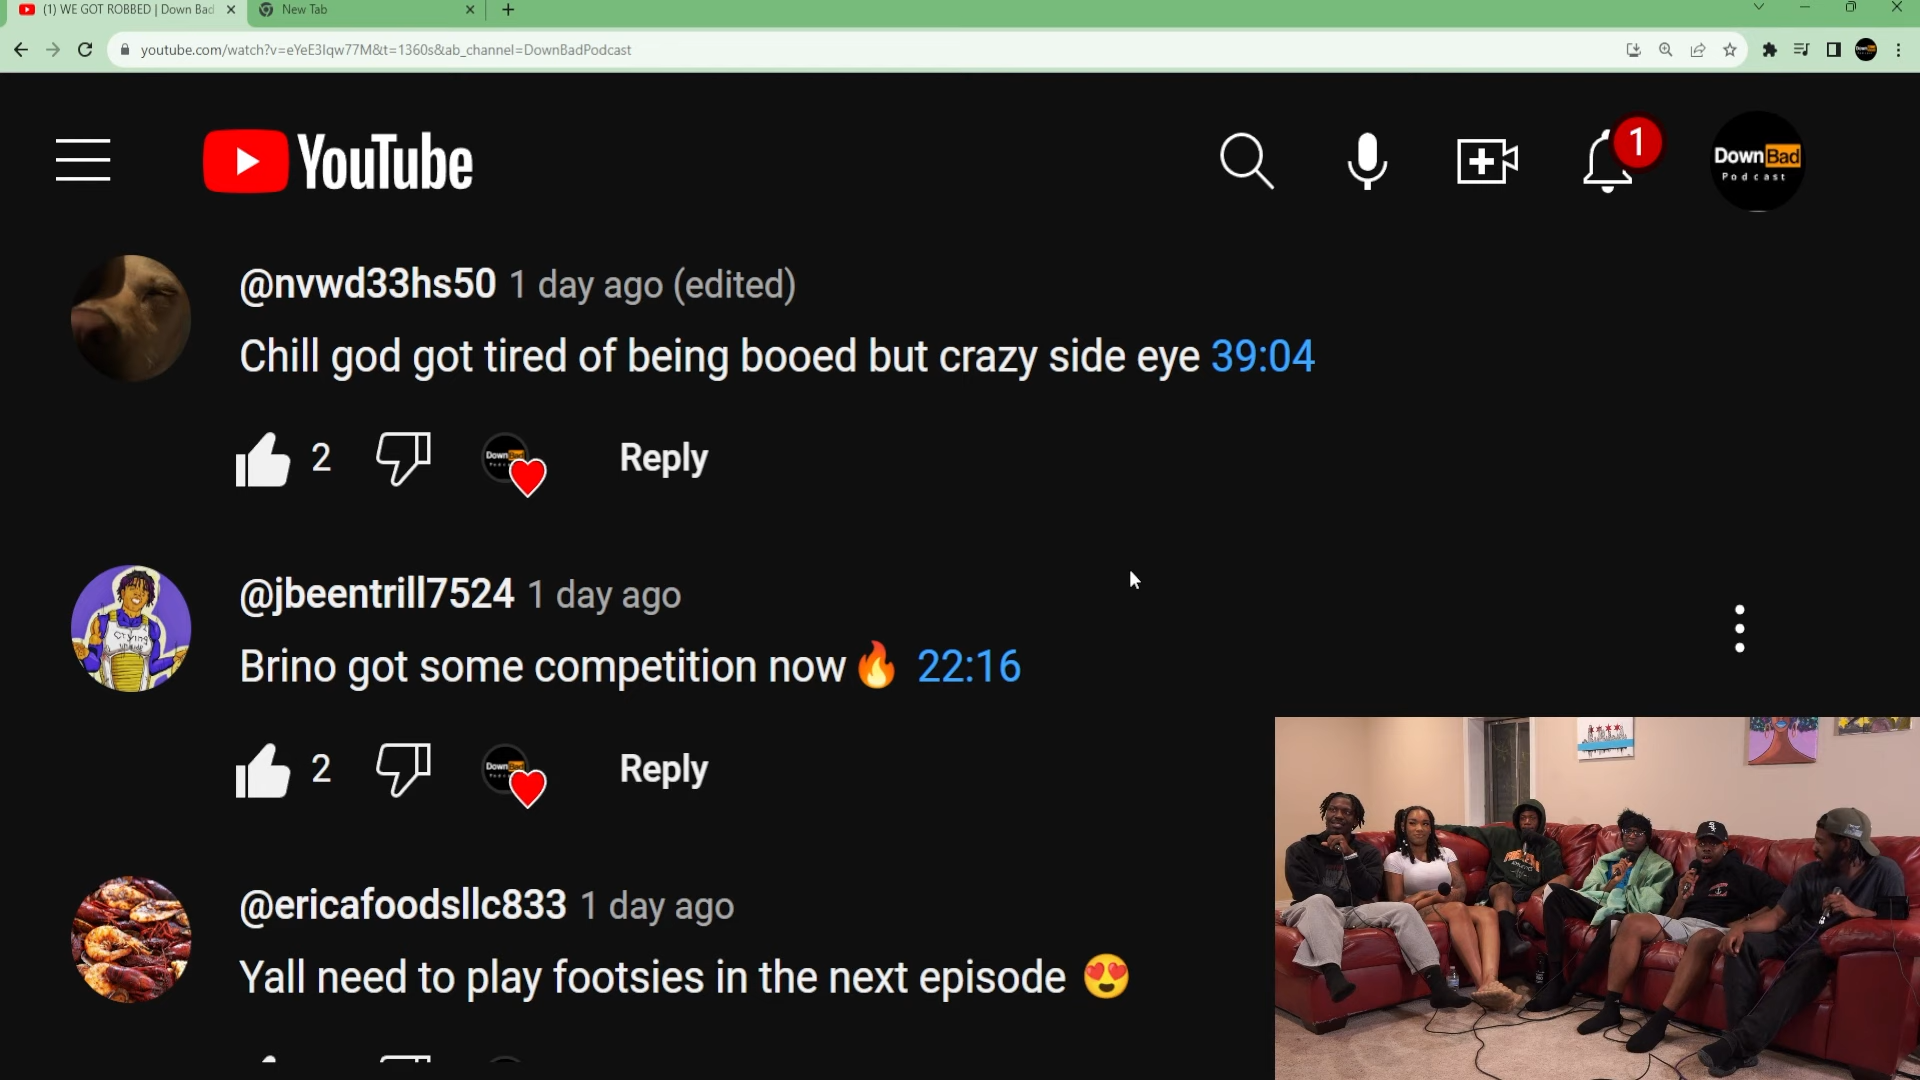 (1) WE GOT ROBBED | Down Bad
New Tab
youtube.com/watch?v=eYeE3Iqw77M&t=1360s&ab_channel=DownBadPodcast
YouTube
1
DownBad
Podcast
@nvwd33hs50 1 day ago (edited)
Chill god got tired of being booed but crazy side eye 39:04
2
Reply
@jbeentrill7524 1 day ago
Brino got some competition now🔥 22:16
2
Reply
@ericafoodsllc833 1 day ago
Yall need to play footsies in the next episode 😍